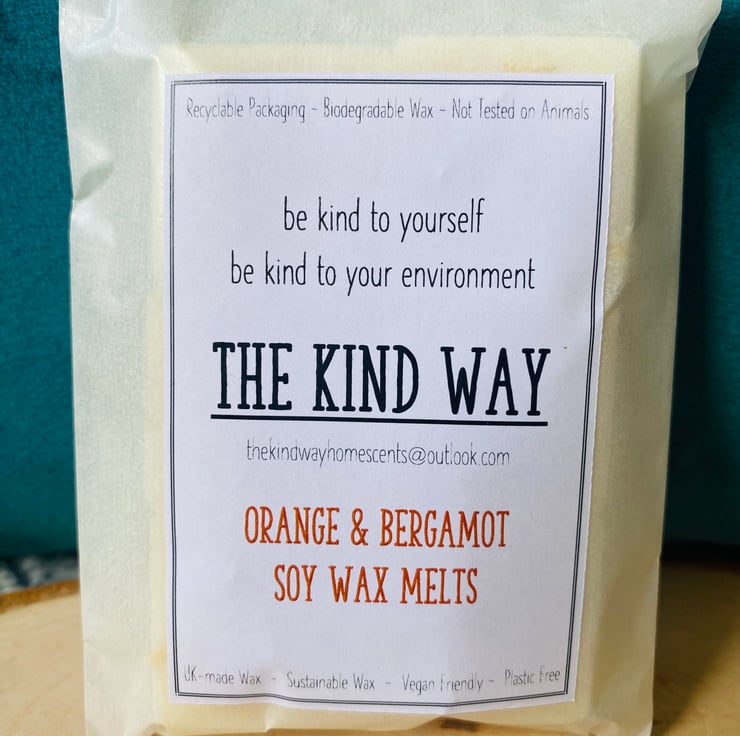 Recyclable Packaging ~ Biodegradable Wax ~ Not Tested on Animals
be kind to yourself
be kind to your environment
THE KIND WAY
thekindwayhomescents@outlook.com
ORANGE & BERGAMOT
SOY WAX MELTS
UK-made Wax ~ Sustainable Wax ~ Vegan Friendly ~ Plastic Free